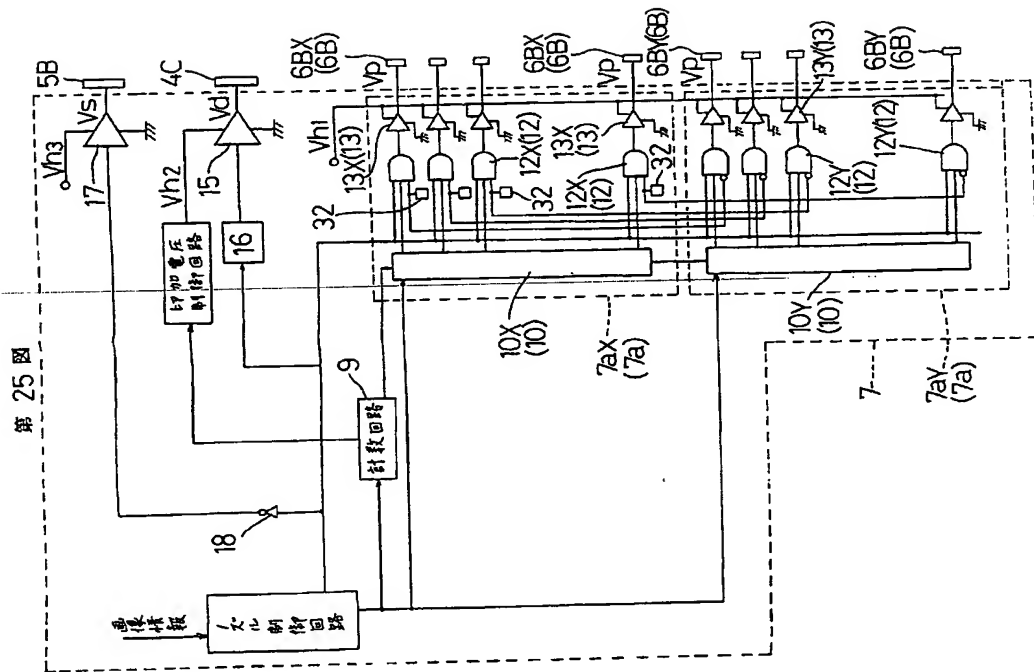 第 25 図
画像情報
ノズル制御回路
18
計数回路
9
印加電圧制御回路
Vh3
17
Vs
5B
Vh2
15
Vd
4C
16
Vh1
32
13X(13)
Vp
6BX
(6B)
12X(12)
32
12X
(12)
13X
(13)
32
Vp
6BX
(6B)
10X
(10)
7aX
(7a)
Vp
6BY(6B)
13Y(13)
12Y
(12)
12Y(12)
6BY
(6B)
10Y
(10)
7
7aY
(7a)